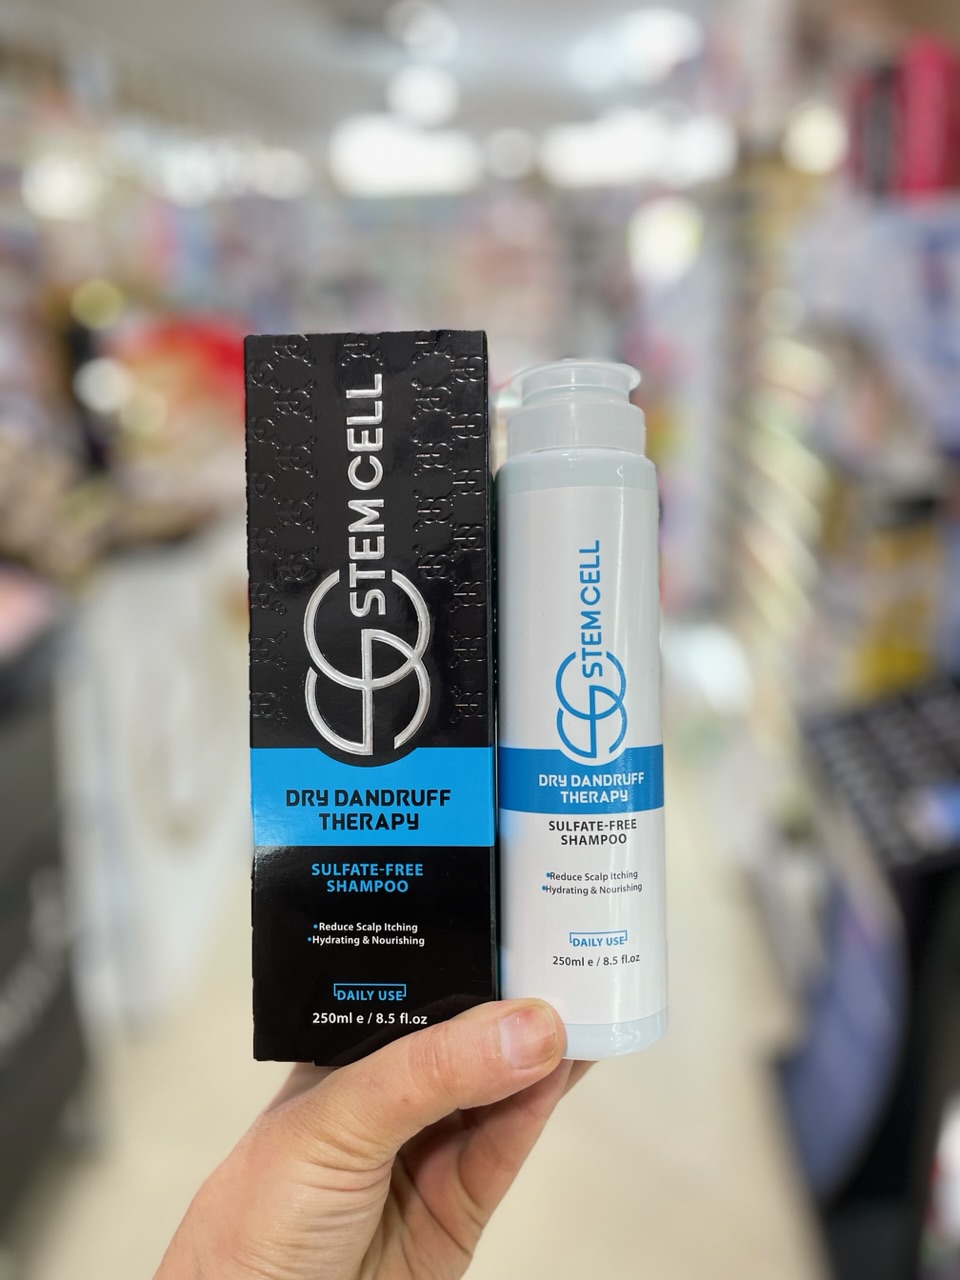 STEM CELL
DRY DANDRUFF
THERAPY
SULFATE-FREE
SHAMPOO
•Reduce Scalp Itching
•Hydrating & Nourishing
DAILY USE
250ml e / 8.5 fl.oz
STEM CELL
DRY DANDRUFF
THERAPY
SULFATE-FREE
SHAMPOO
•Reduce Scalp Itching
•Hydrating & Nourishing
DAILY USE
250ml e / 8.5 fl.oz